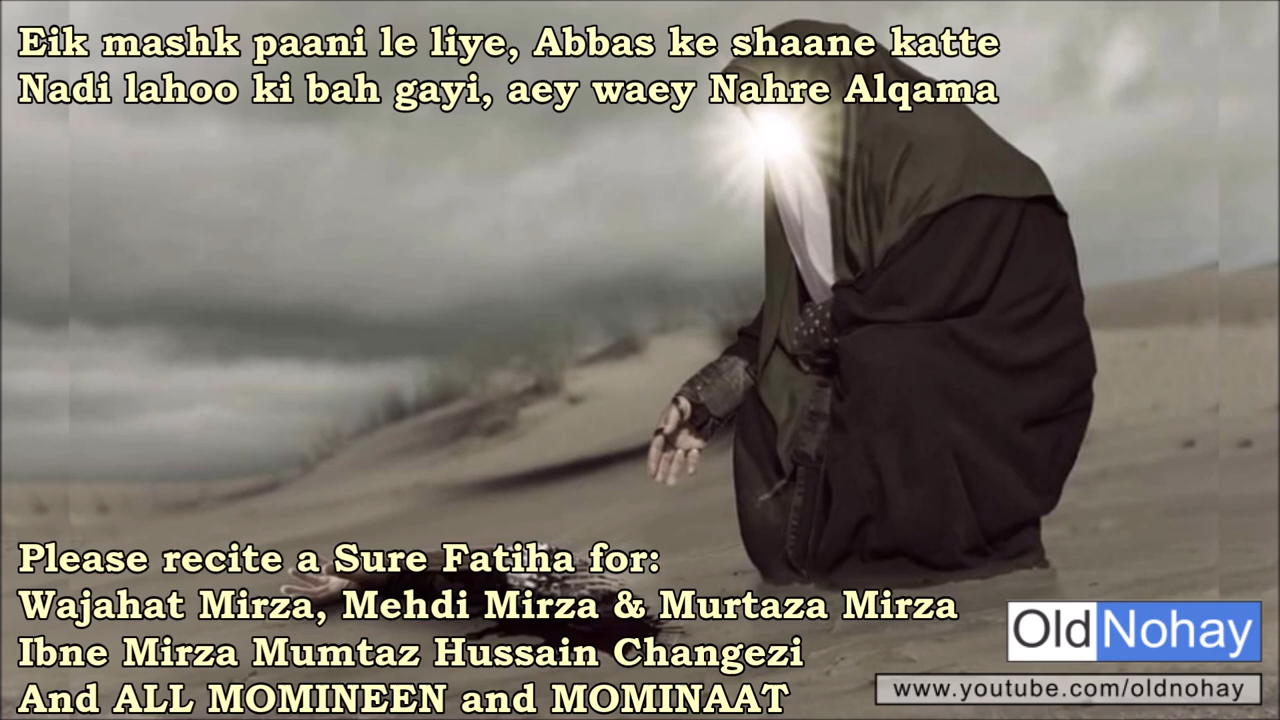 Eik mashk paani le liye, Abbas ke shaane katte
Nadi lahoo ki bah gayi, aey waey Nahre Alqama
Please recite a Sure Fatiha for:
Wajahat Mirza, Mehdi Mirza & Murtaza Mirza
Ibne Mirza Mumtaz Hussain Changezi
And ALL MOMINEEN and MOMINAAT
OldNohay
www.youtube.com/oldnohay